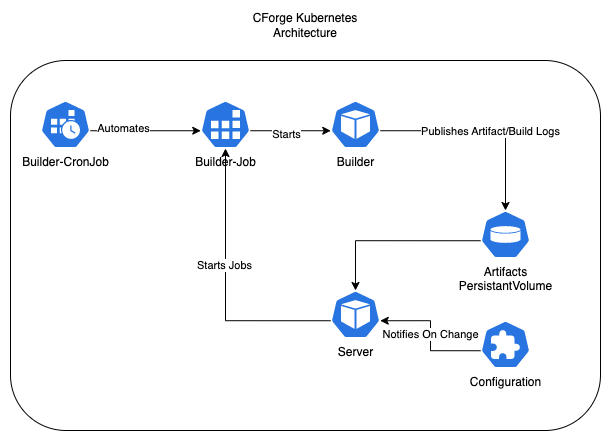 CForge Kubernetes
Architecture
Automates
Starts
Publishes Artifact/Build Logs
Builder-CronJob
Builder-Job
Builder
Starts Jobs
Artifacts
PersistantVolume
Notifies On Change
Server
Configuration